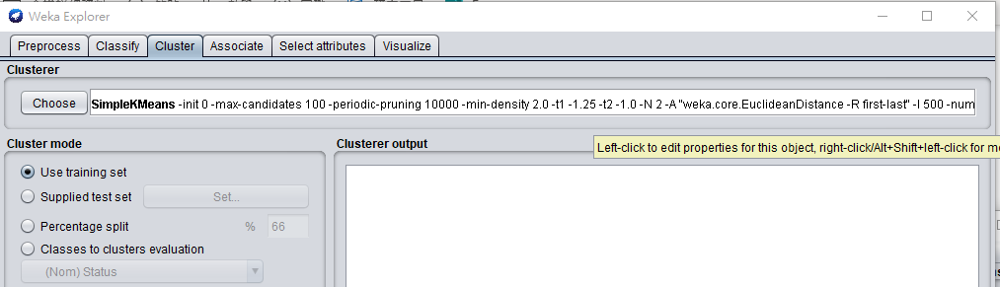 Weka Explorer
Preprocess Classify Cluster Associate Select attributes Visualize
Clusterer
Choose SimpleKMeans -init 0 -max-candidates 100 -periodic-pruning 10000 -min-density 2.0 -t1 -1.25 -t2 -1.0 -N 2 -A "weka.core.EuclideanDistance -R first-last" -I 500 -num
Left-click to edit properties for this object, right-click/Alt+Shift+left-click for m
Cluster mode
Use training set
Supplied test set Set...
Percentage split % 66
Classes to clusters evaluation
(Nom) Status
Clusterer output